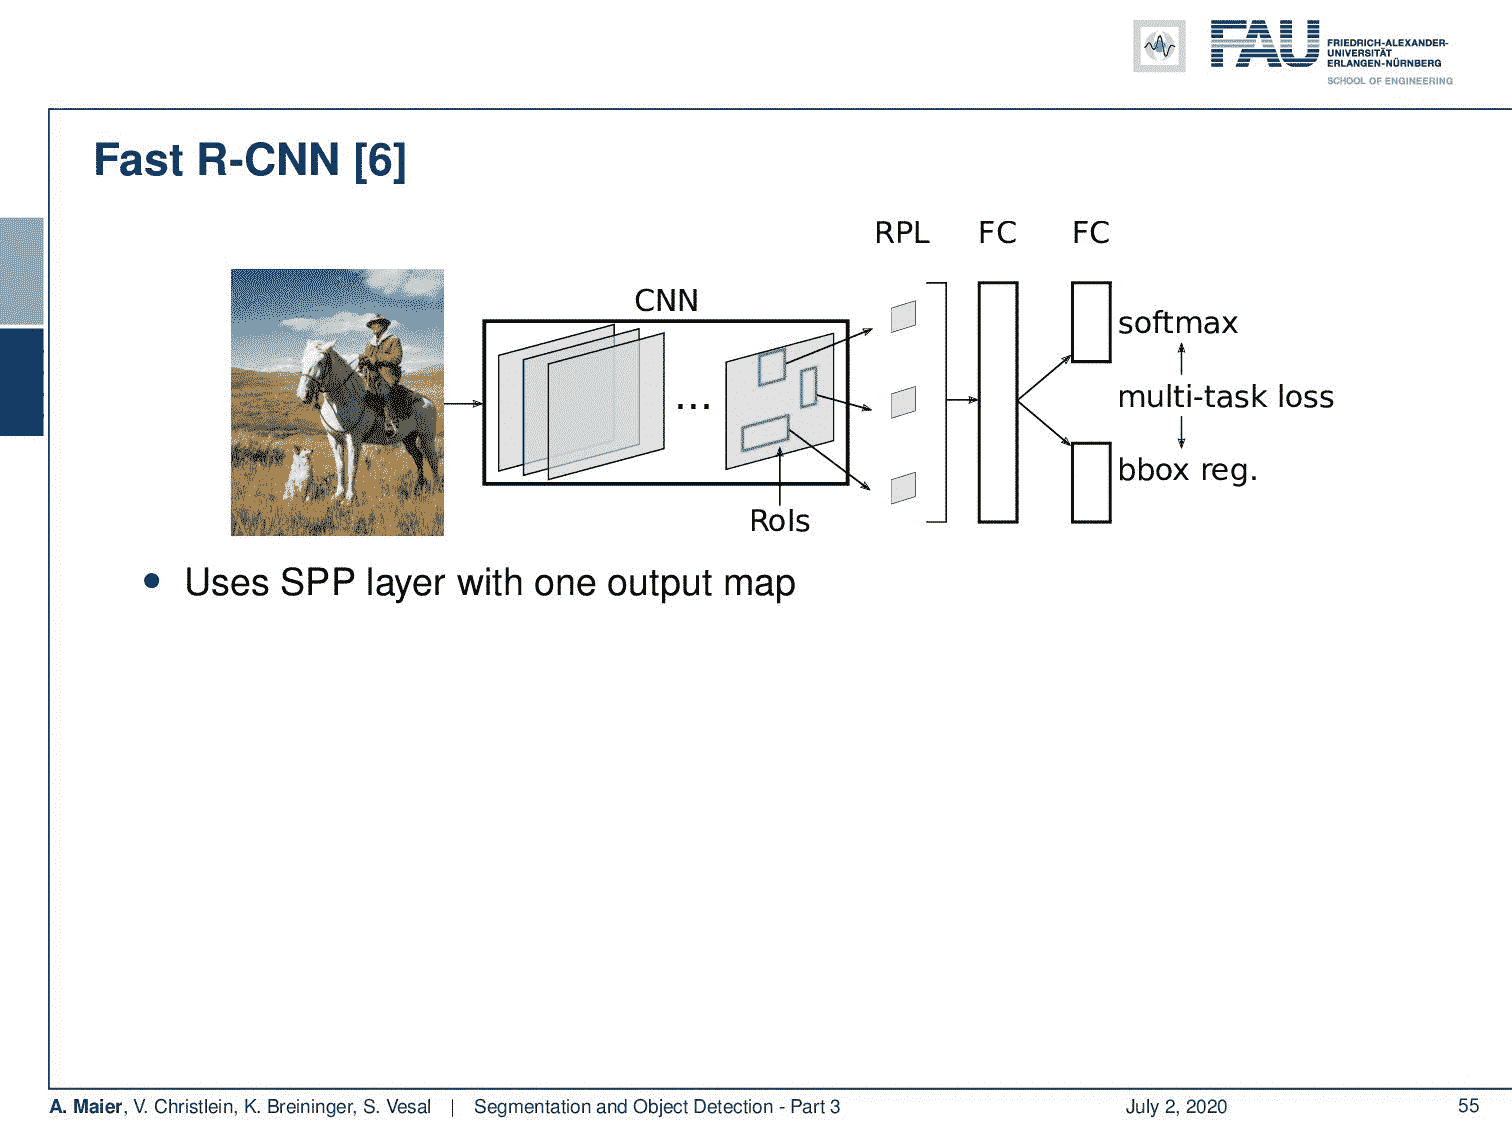 FRIEDRICH-ALEXANDER-
UNIVERSITÄT
ERLANGEN-NÜRNBERG
SCHOOL OF ENGINEERING
FAU
Fast R-CNN [6]
RPL FC FC
CNN
softmax
...
multi-task loss
bbox reg.
RoIs
• Uses SPP layer with one output map
A. Maier, V. Christlein, K. Breininger, S. Vesal | Segmentation and Object Detection - Part 3 July 2, 2020 55